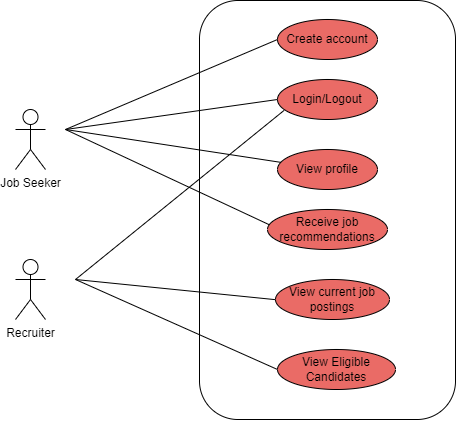 Create account
Login/Logout
Job Seeker
View profile
Receive job
recommendations
View current job
postings
Recruiter
View Eligible
Candidates